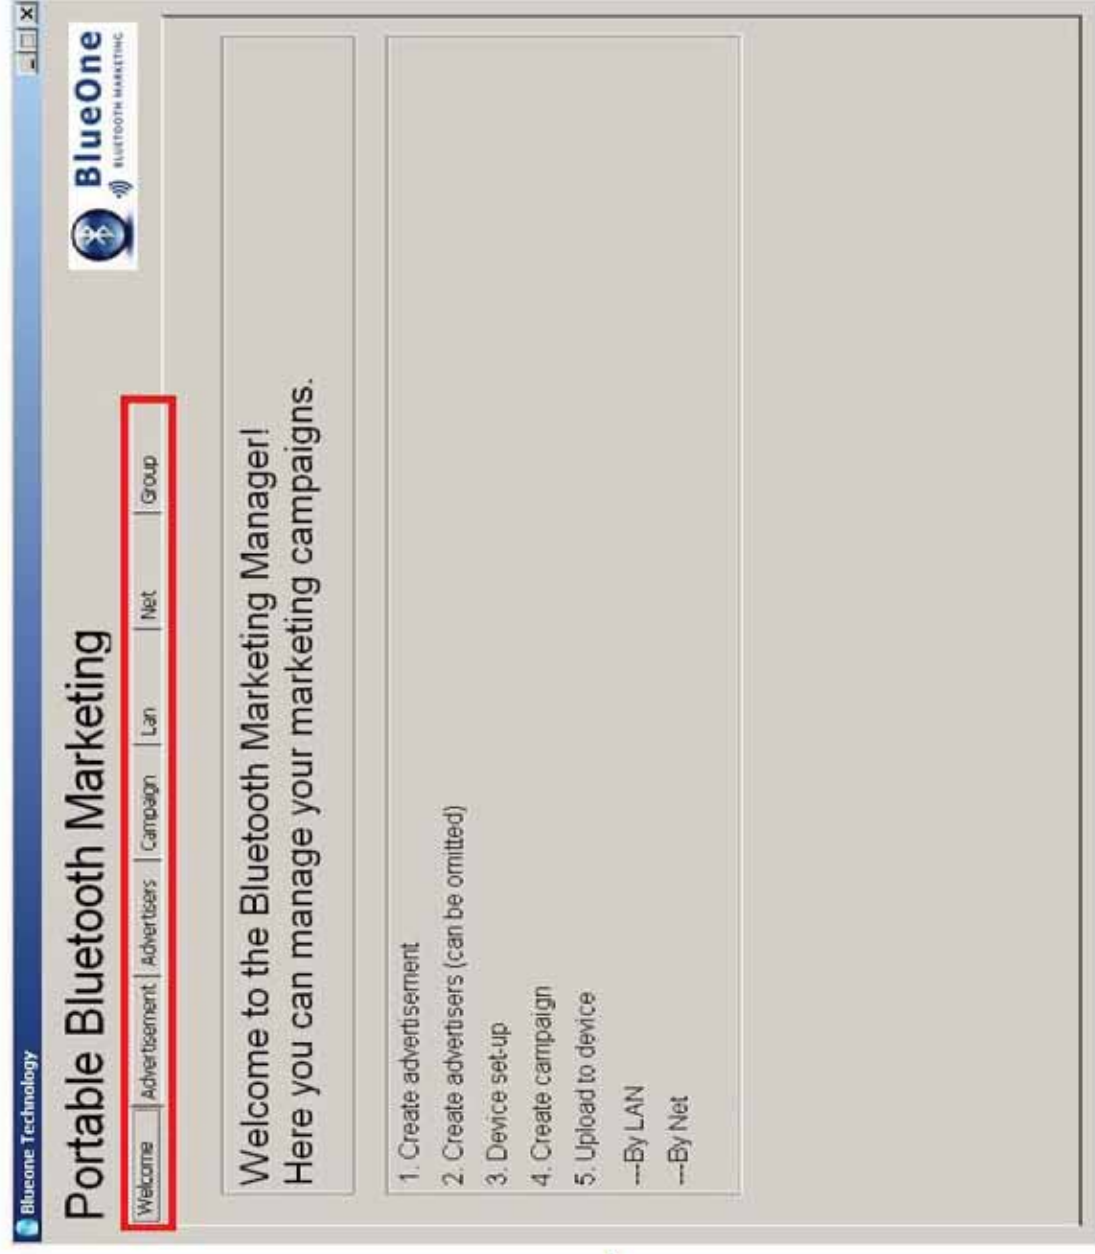 Blueone Technology
Portable Bluetooth Marketing
BlueOne
BLUETOOTH MARKETING
Welcome
Advertisement
Advertisers
Campaign
Lan
Net
Group
Welcome to the Bluetooth Marketing Manager!
Here you can manage your marketing campaigns.
1. Create advertisement
2. Create advertisers (can be omitted)
3. Device set-up
4. Create campaign
5. Upload to device
---By LAN
---By Net